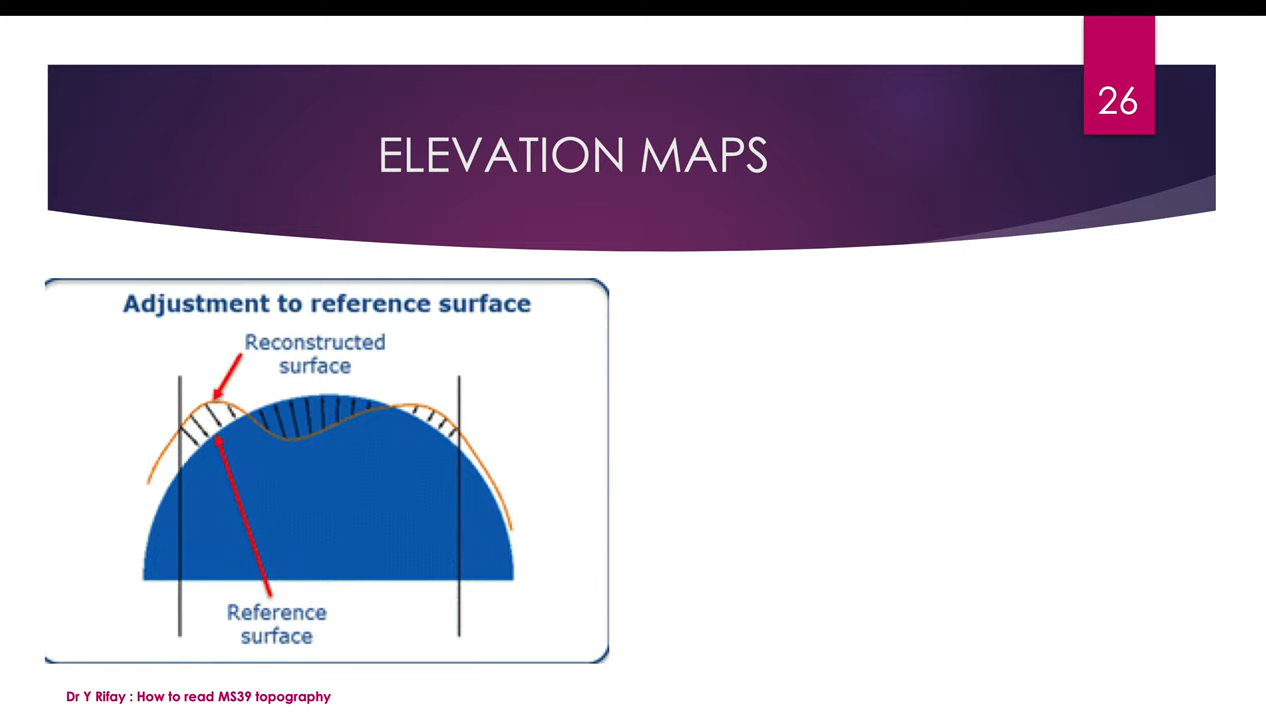 26
ELEVATION MAPS
Adjustment to reference surface
Reconstructed
surface
Reference
surface
Dr Y Rifay : How to read MS39 topography